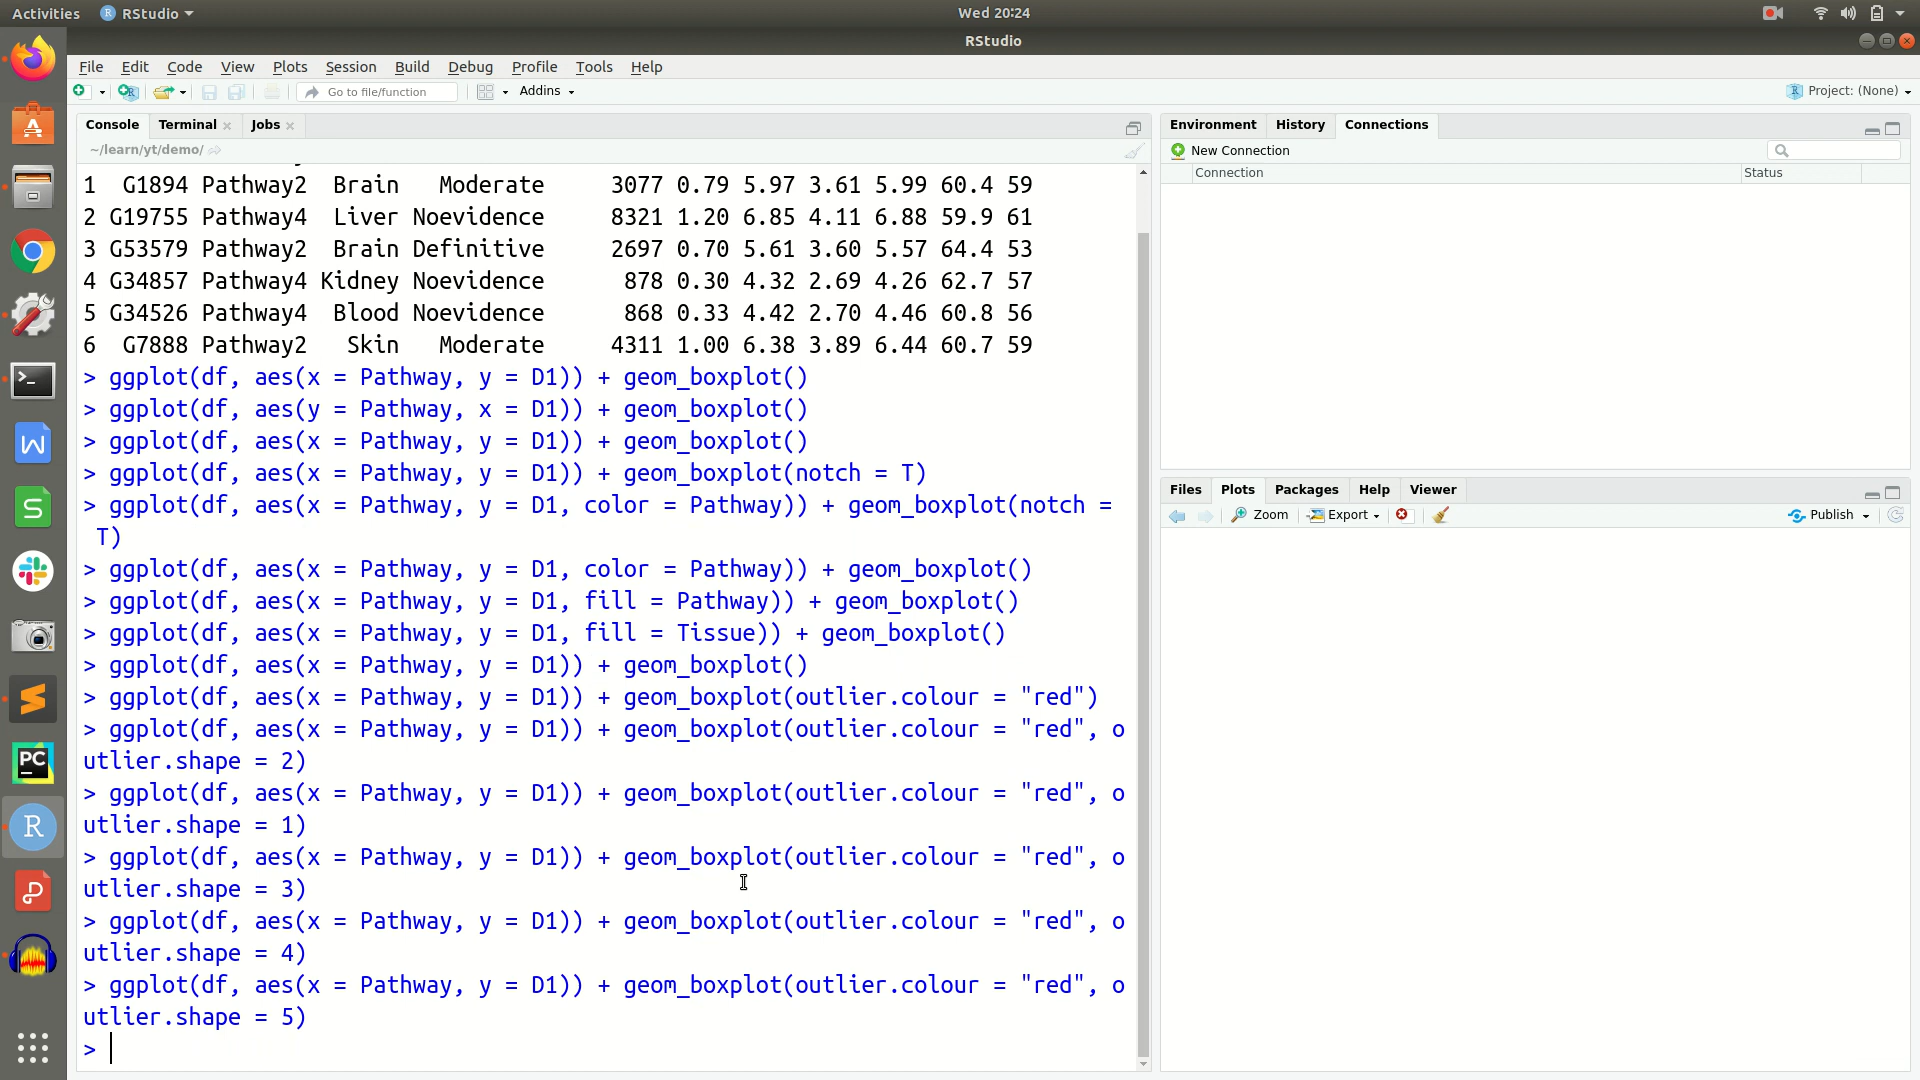 Activities RStudio Wed 20:24
RStudio
File Edit Code View Plots Session Build Debug Profile Tools Help
Go to file/function Addins Project: (None)
Console Terminal Jobs
~/learn/yt/demo/
1 G1894 Pathway2 Brain Moderate 3077 0.79 5.97 3.61 5.99 60.4 59
2 G19755 Pathway4 Liver Noevidence 8321 1.20 6.85 4.11 6.88 59.9 61
3 G53579 Pathway2 Brain Definitive 2697 0.70 5.61 3.60 5.57 64.4 53
4 G34857 Pathway4 Kidney Noevidence 878 0.30 4.32 2.69 4.26 62.7 57
5 G34526 Pathway4 Blood Noevidence 868 0.33 4.42 2.70 4.46 60.8 56
6 G7888 Pathway2 Skin Moderate 4311 1.00 6.38 3.89 6.44 60.7 59
> ggplot(df, aes(x = Pathway, y = D1)) + geom_boxplot()
> ggplot(df, aes(y = Pathway, x = D1)) + geom_boxplot()
> ggplot(df, aes(x = Pathway, y = D1)) + geom_boxplot()
> ggplot(df, aes(x = Pathway, y = D1)) + geom_boxplot(notch = T)
> ggplot(df, aes(x = Pathway, y = D1, color = Pathway)) + geom_boxplot(notch =
T)
> ggplot(df, aes(x = Pathway, y = D1, color = Pathway)) + geom_boxplot()
> ggplot(df, aes(x = Pathway, y = D1, fill = Pathway)) + geom_boxplot()
> ggplot(df, aes(x = Pathway, y = D1, fill = Tissue)) + geom_boxplot()
> ggplot(df, aes(x = Pathway, y = D1)) + geom_boxplot()
> ggplot(df, aes(x = Pathway, y = D1)) + geom_boxplot(outlier.colour = "red")
> ggplot(df, aes(x = Pathway, y = D1)) + geom_boxplot(outlier.colour = "red", o
utlier.shape = 2)
> ggplot(df, aes(x = Pathway, y = D1)) + geom_boxplot(outlier.colour = "red", o
utlier.shape = 1)
> ggplot(df, aes(x = Pathway, y = D1)) + geom_boxplot(outlier.colour = "red", o
utlier.shape = 3)
> ggplot(df, aes(x = Pathway, y = D1)) + geom_boxplot(outlier.colour = "red", o
utlier.shape = 4)
> ggplot(df, aes(x = Pathway, y = D1)) + geom_boxplot(outlier.colour = "red", o
utlier.shape = 5)
>
Environment History Connections
New Connection
Connection Status
Files Plots Packages Help Viewer
Zoom Export Publish